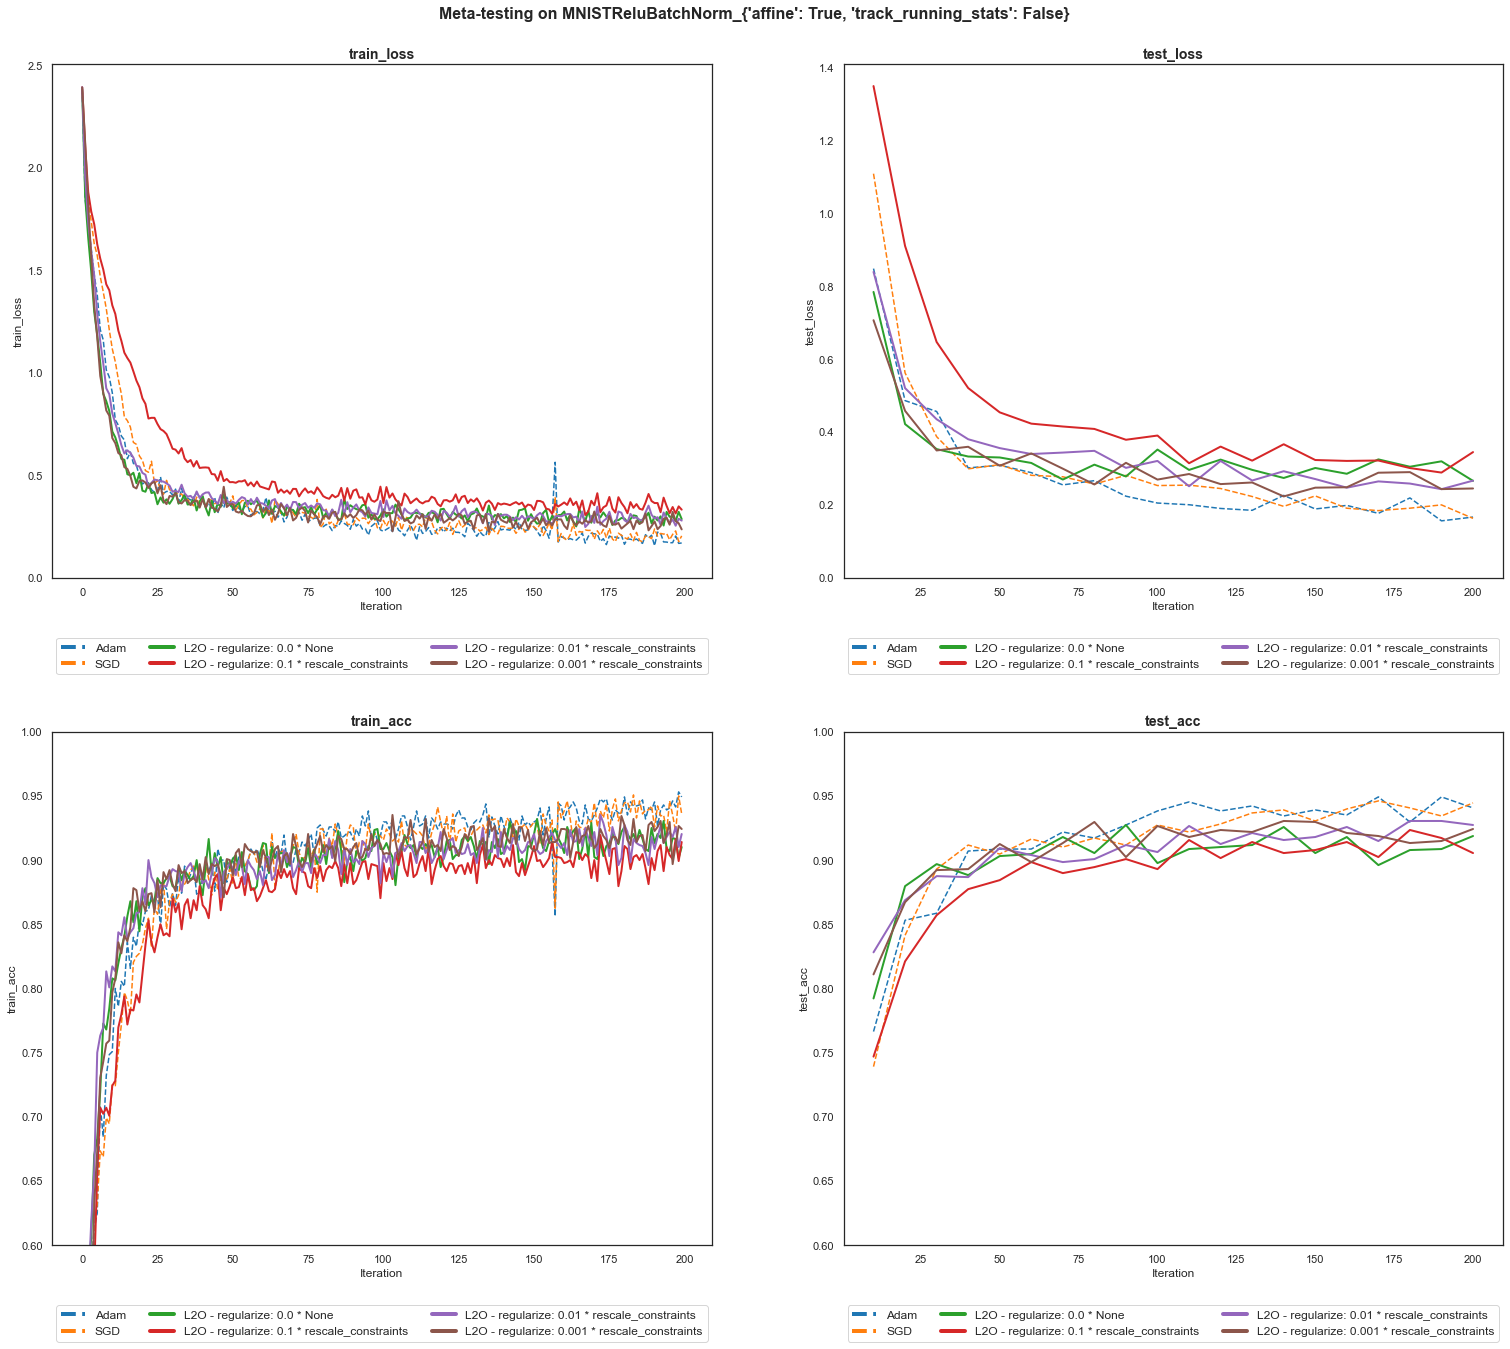 Meta-testing on MNISTReluBatchNorm_{'affine': True, 'track_running_stats': False}
train_loss
2.5
2.0
1.5
1.0
0.5
0.0
train_loss
0 25 50 75 100 125 150 175 200
Iteration
Adam L2O - regularize: 0.0 * None L2O - regularize: 0.01 * rescale_constraints
SGD L2O - regularize: 0.1 * rescale_constraints L2O - regularize: 0.001 * rescale_constraints
test_loss
1.4
1.2
1.0
0.8
0.6
0.4
0.2
0.0
test_loss
25 50 75 100 125 150 175 200
Iteration
Adam L2O - regularize: 0.0 * None L2O - regularize: 0.01 * rescale_constraints
SGD L2O - regularize: 0.1 * rescale_constraints L2O - regularize: 0.001 * rescale_constraints
train_acc
1.00
0.95
0.90
0.85
0.80
0.75
0.70
0.65
0.60
train_acc
0 25 50 75 100 125 150 175 200
Iteration
Adam L2O - regularize: 0.0 * None L2O - regularize: 0.01 * rescale_constraints
SGD L2O - regularize: 0.1 * rescale_constraints L2O - regularize: 0.001 * rescale_constraints
test_acc
1.00
0.95
0.90
0.85
0.80
0.75
0.70
0.65
0.60
test_acc
25 50 75 100 125 150 175 200
Iteration
Adam L2O - regularize: 0.0 * None L2O - regularize: 0.01 * rescale_constraints
SGD L2O - regularize: 0.1 * rescale_constraints L2O - regularize: 0.001 * rescale_constraints